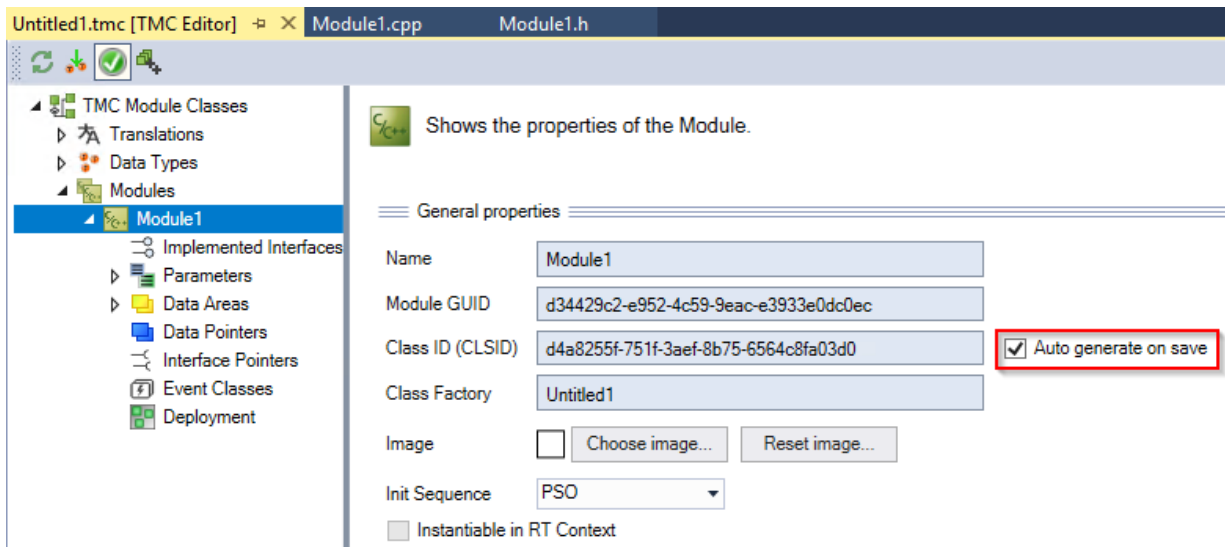 Untitled1.tmc [TMC Editor] Module1.cpp Module1.h
TMC Module Classes
Translations
Data Types
Modules
Module1
Implemented Interfaces
Parameters
Data Areas
Data Pointers
Interface Pointers
Event Classes
Deployment
C/C++ Shows the properties of the Module.
General properties
Name Module1
Module GUID d34429c2-e952-4c59-9eac-e3933e0dc0ec
Class ID (CLSID) d4a8255f-751f-3aef-8b75-6564c8fa03d0 Auto generate on save
Class Factory Untitled1
Image Choose image... Reset image...
Init Sequence PSO
Instantiable in RT Context